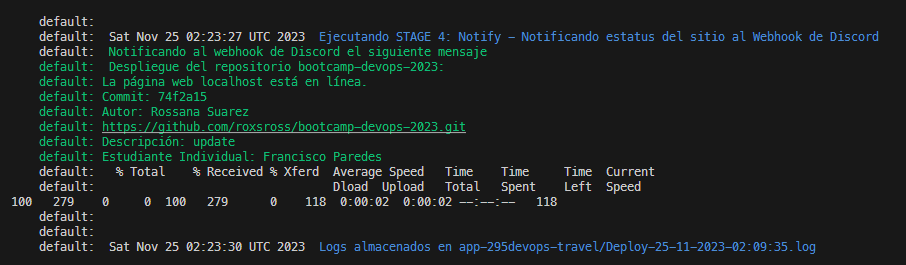 default:
default:  Sat Nov 25 02:23:27 UTC 2023  Ejecutando STAGE 4: Notify – Notificando estatus del sitio al Webhook de Discord
default:  Notificando al webhook de Discord el siguiente mensaje
default:  Despliegue del repositorio bootcamp-devops-2023:
default: La página web localhost está en línea.
default: Commit: 74f2a15
default: Autor: Rossana Suarez
default: https://github.com/roxsross/bootcamp-devops-2023.git
default: Descripción: update
default: Estudiante Individual: Francisco Paredes
default:   % Total    % Received % Xferd  Average Speed   Time    Time     Time  Current
default:                                  Dload  Upload   Total   Spent    Left  Speed
100   279    0     0  100   279      0    118  0:00:02  0:00:02 --:--:--   118
default:
default:
default:  Sat Nov 25 02:23:30 UTC 2023  Logs almacenados en app-295devops-travel/Deploy-25-11-2023-02:09:35.log